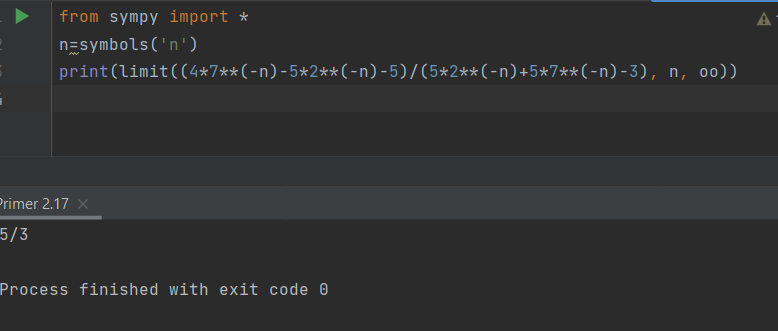 from sympy import *
n=symbols('n')
print(limit((4*7**(-n)-5*2**(-n)-5)/(5*2**(-n)+5*7**(-n)-3), n, oo))
Primer 2.17
5/3
Process finished with exit code 0